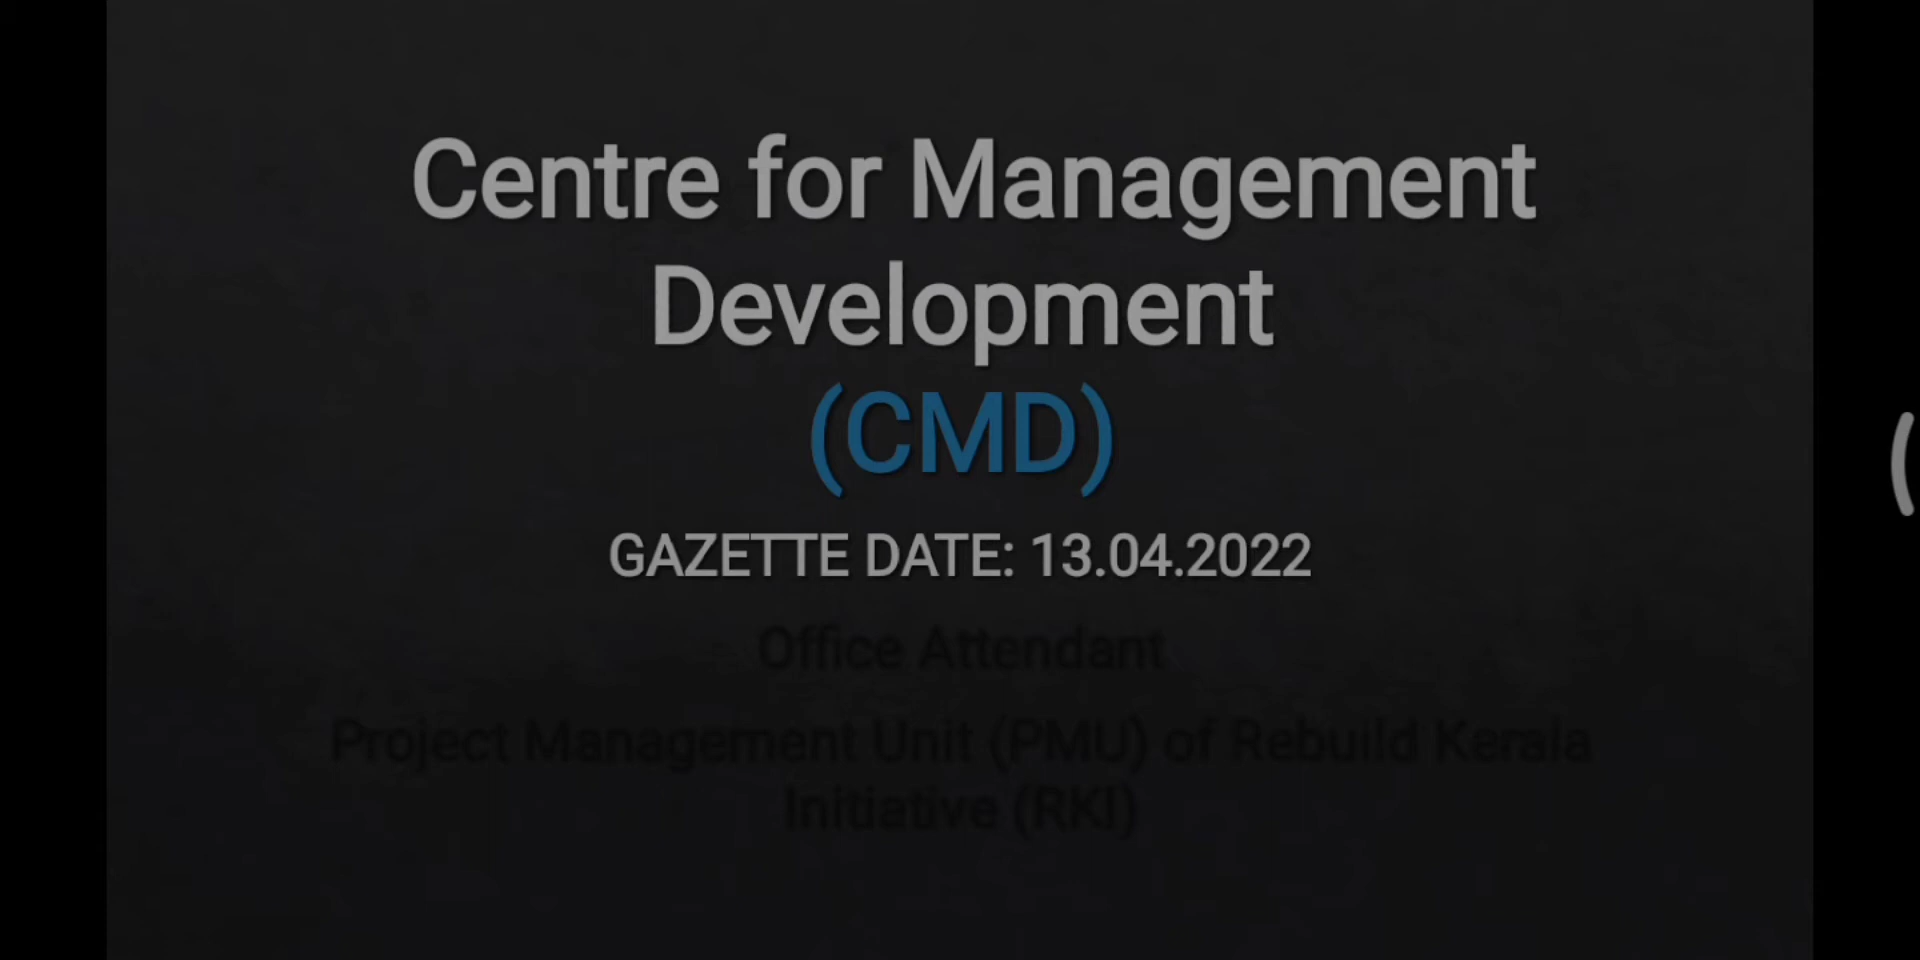 Centre for Management
Development
(CMD)
GAZETTE DATE: 13.04.2022
Office Attendant
Project Management Unit (PMU) of Rebuild Kerala
Initiative (RKI)